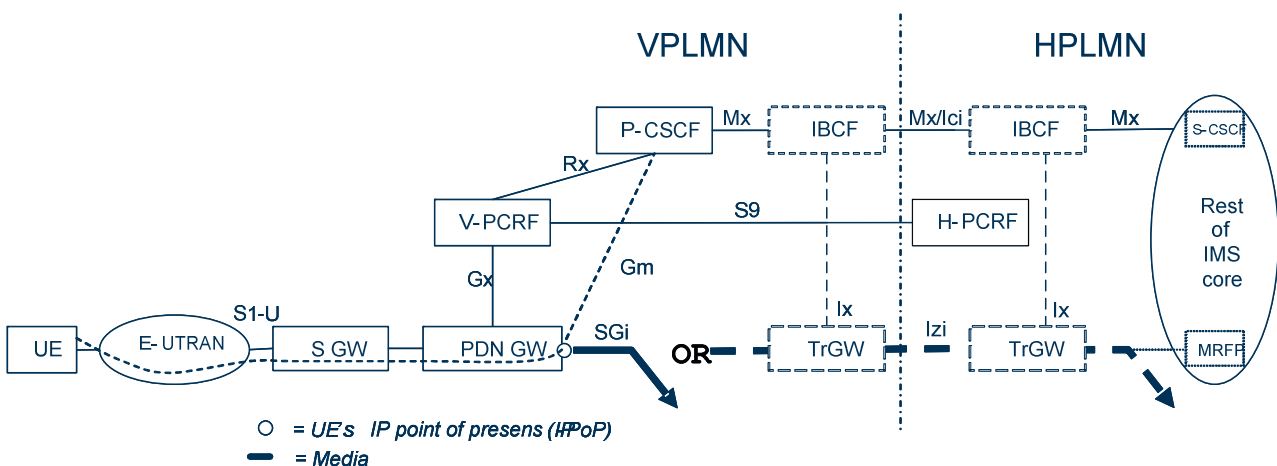 VPLMN
HPLMN
P-CSCF
Mx
IBCF
Mx/Ici
IBCF
Mx
S-CSCF
Rx
V-PCRF
S9
H-PCRF
Rest
of
IMS
core
Gx
Gm
S1-U
SGi
Ix
Izi
Ix
UE
E-UTRAN
S GW
PDN GW
OR
TrGW
TrGW
MRFP
= UE's IP point of presens (IP PoP)
= Media